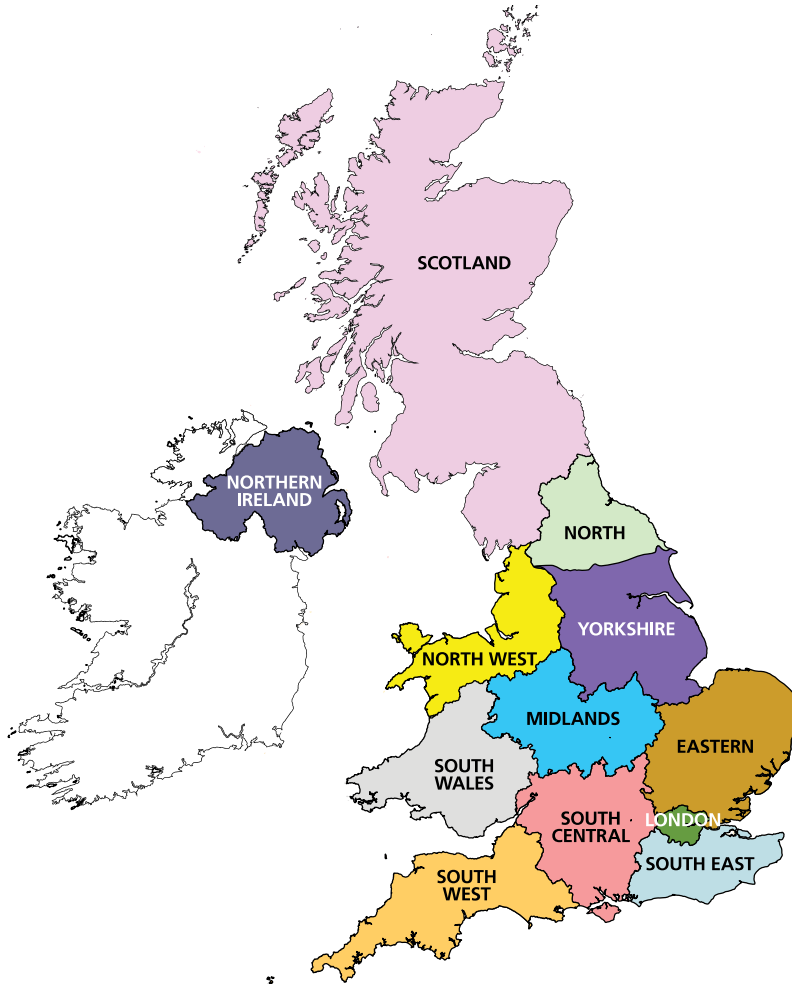 SCOTLAND
NORTHERN
IRELAND
NORTH
YORKSHIRE
NORTH WEST
MIDLANDS
EASTERN
SOUTH
WALES
SOUTH
CENTRAL
LONDON
SOUTH EAST
SOUTH
WEST